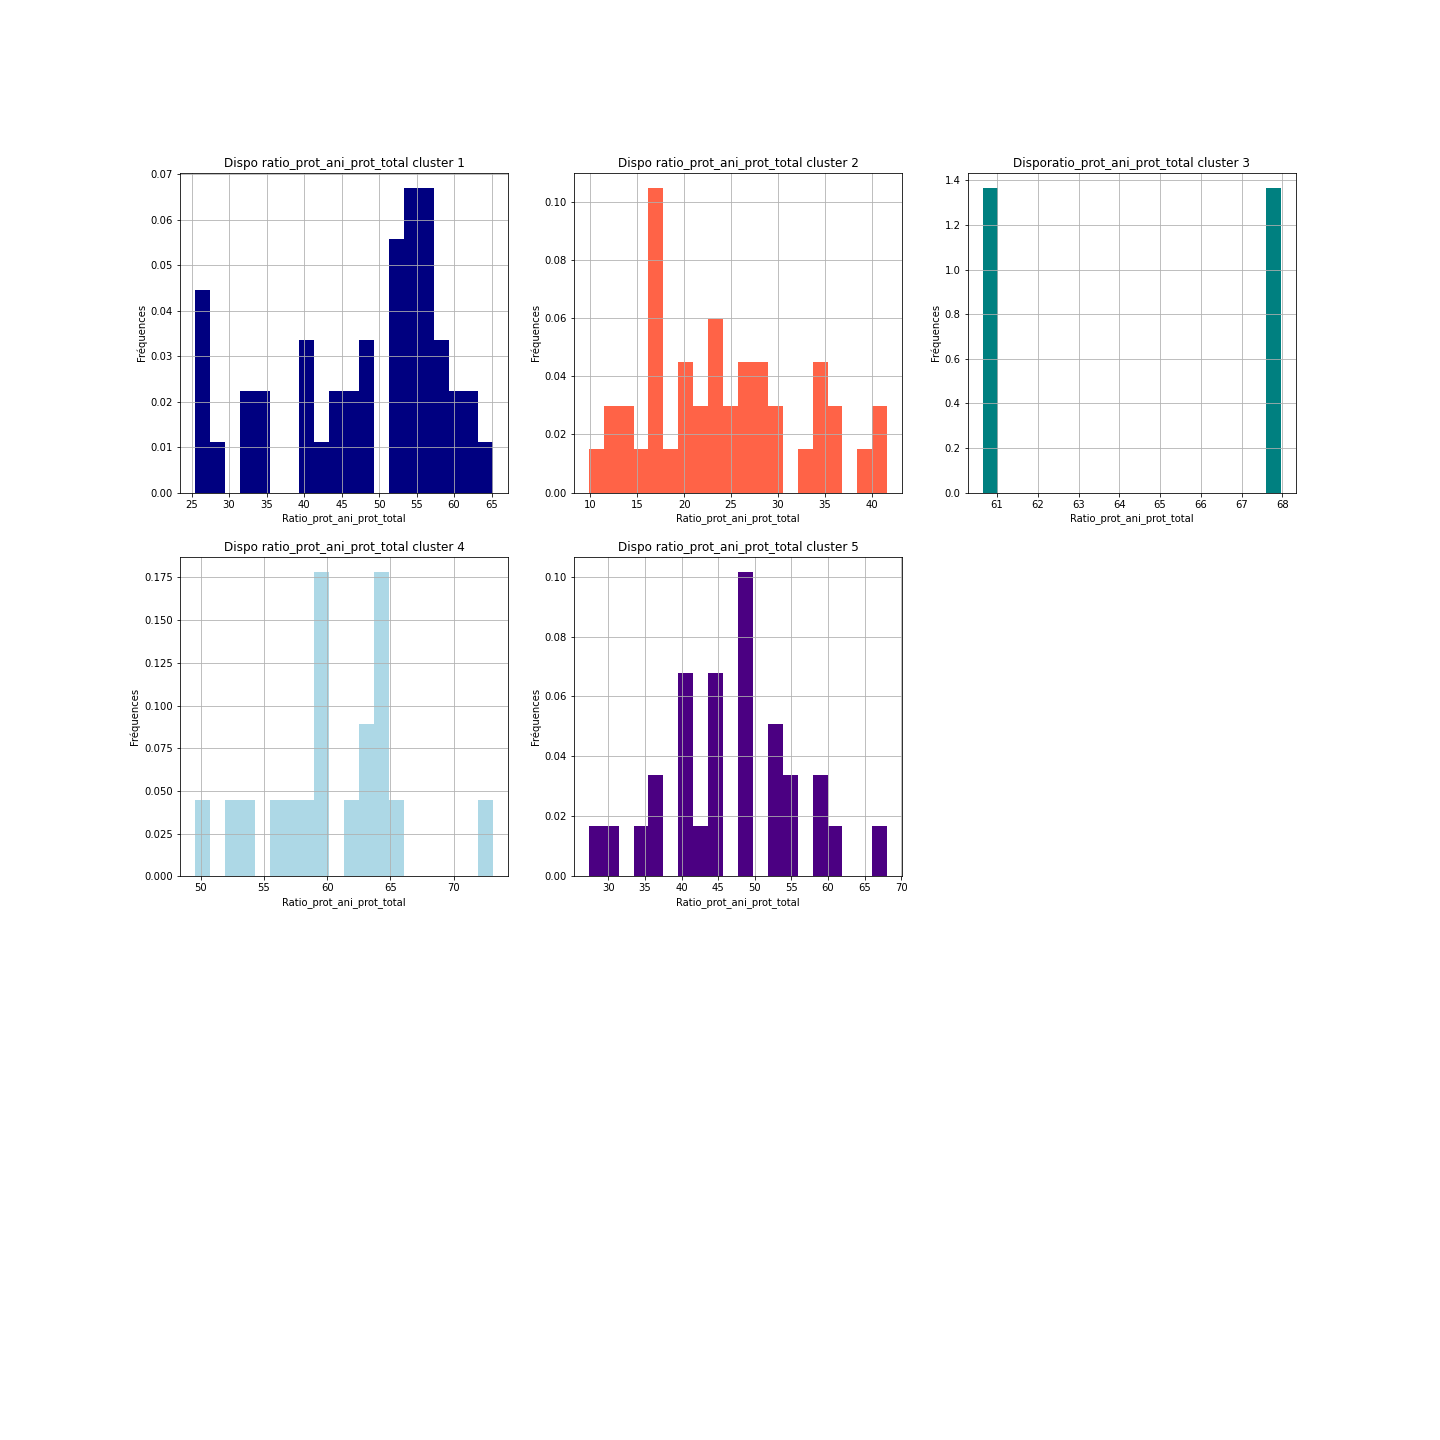 Dispo ratio_prot_ani_prot_total cluster 1
0.07
0.06
0.05
0.04
0.03
0.02
0.01
0.00
Fréquences
25 30 35 40 45 50 55 60 65
Ratio_prot_ani_prot_total
Dispo ratio_prot_ani_prot_total cluster 2
0.10
0.08
0.06
0.04
0.02
0.00
Fréquences
10 15 20 25 30 35 40
Ratio_prot_ani_prot_total
Disporatio_prot_ani_prot_total cluster 3
1.4
1.2
1.0
0.8
0.6
0.4
0.2
0.0
Fréquences
61 62 63 64 65 66 67 68
Ratio_prot_ani_prot_total
Dispo ratio_prot_ani_prot_total cluster 4
0.175
0.150
0.125
0.100
0.075
0.050
0.025
0.000
Fréquences
50 55 60 65 70
Ratio_prot_ani_prot_total
Dispo ratio_prot_ani_prot_total cluster 5
0.10
0.08
0.06
0.04
0.02
0.00
Fréquences
30 35 40 45 50 55 60 65 70
Ratio_prot_ani_prot_total